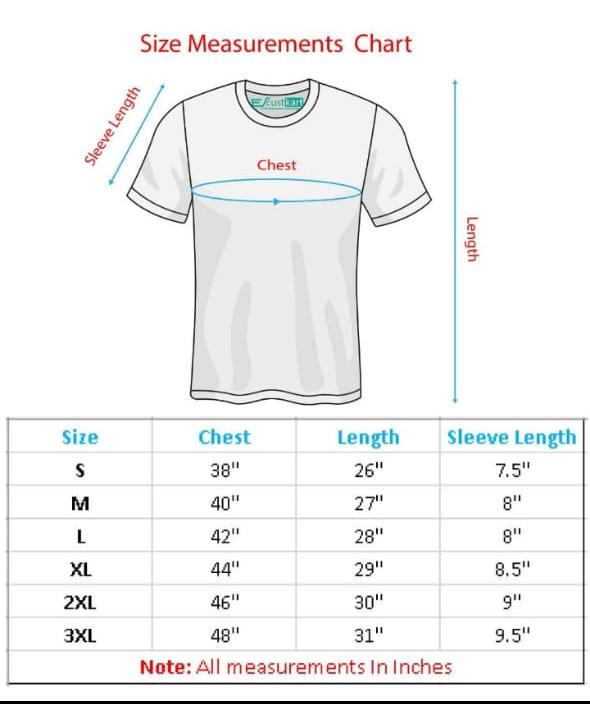 Size Measurements Chart
Sleeve Length
Custkart
Chest
Length
Size Chest Length Sleeve Length
S 38" 26" 7.5"
M 40" 27" 8"
L 42" 28" 8"
XL 44" 29" 8.5"
2XL 46" 30" 9"
3XL 48" 31" 9.5"
Note: All measurements In Inches